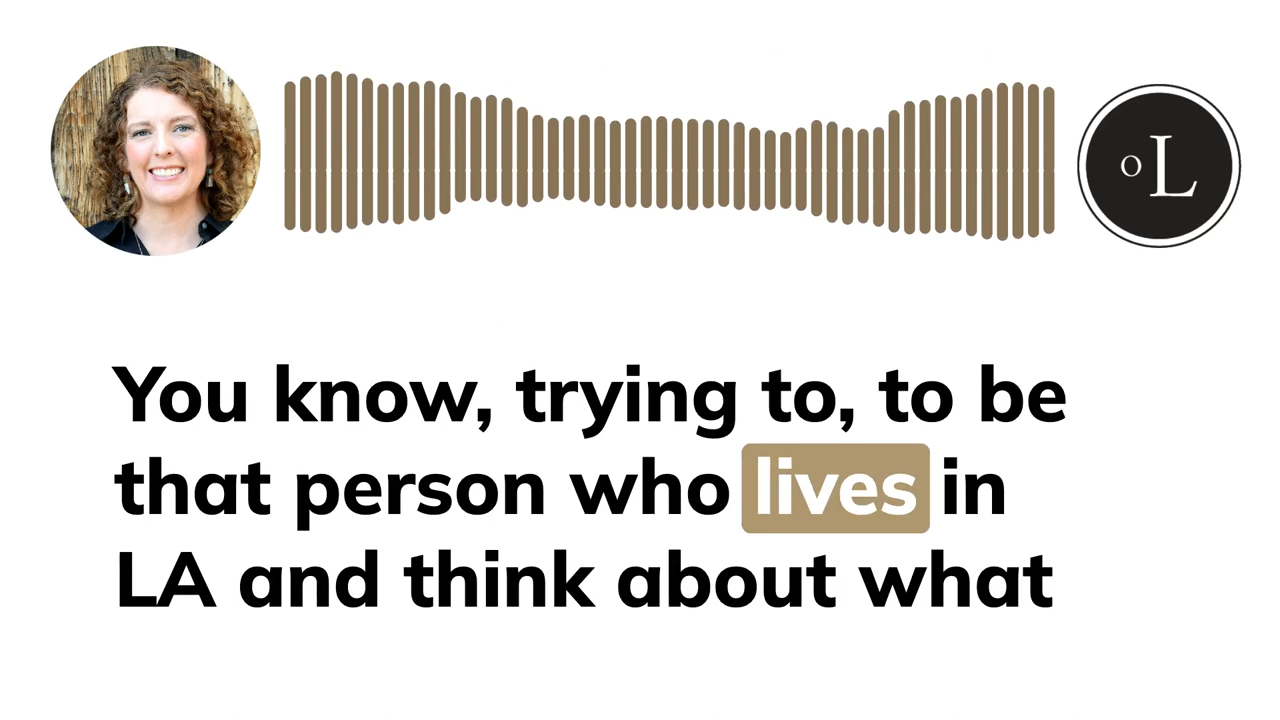 oL
You know, trying to, to be
that person who lives in
LA and think about what